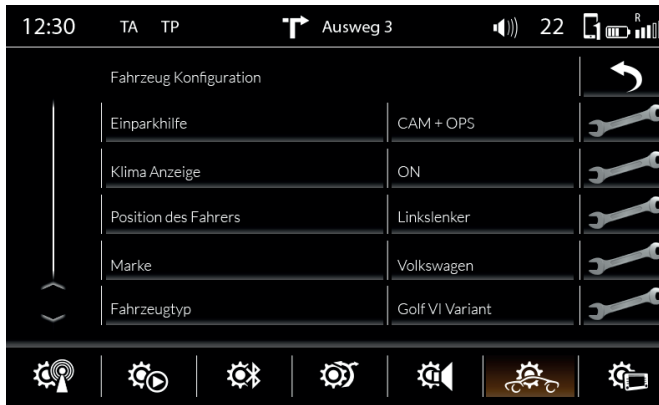 12:30 TA TP Ausweg 3 22 R
Fahrzeug Konfiguration
Einparkhilfe CAM + OPS
Klima Anzeige ON
Position des Fahrers Linkslenker
Marke Volkswagen
Fahrzeugtyp Golf VI Variant